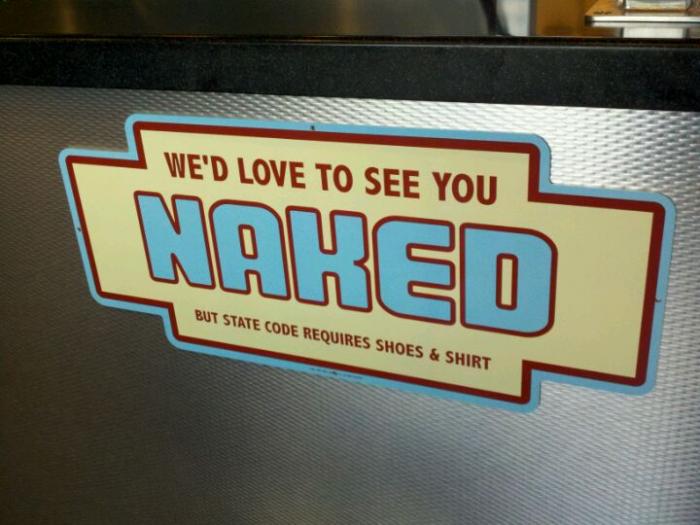 WE'D LOVE TO SEE YOU
NAKED
BUT STATE CODE REQUIRES SHOES & SHIRT